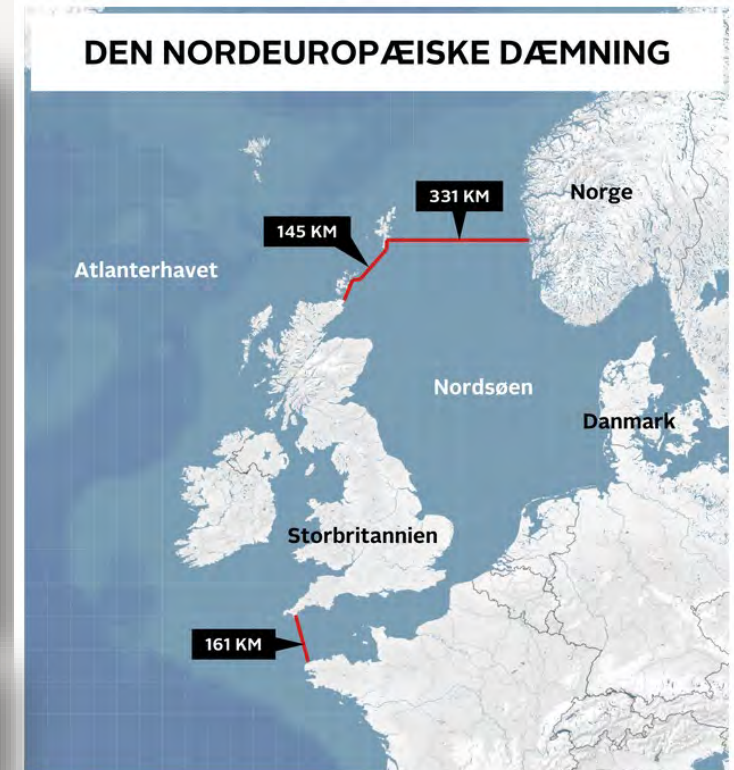 DEN NORDEUROPÆISKE DÆMNING
Norge
331 KM
145 KM
Atlanterhavet
Nordsøen
Danmark
Storbritannien
161 KM